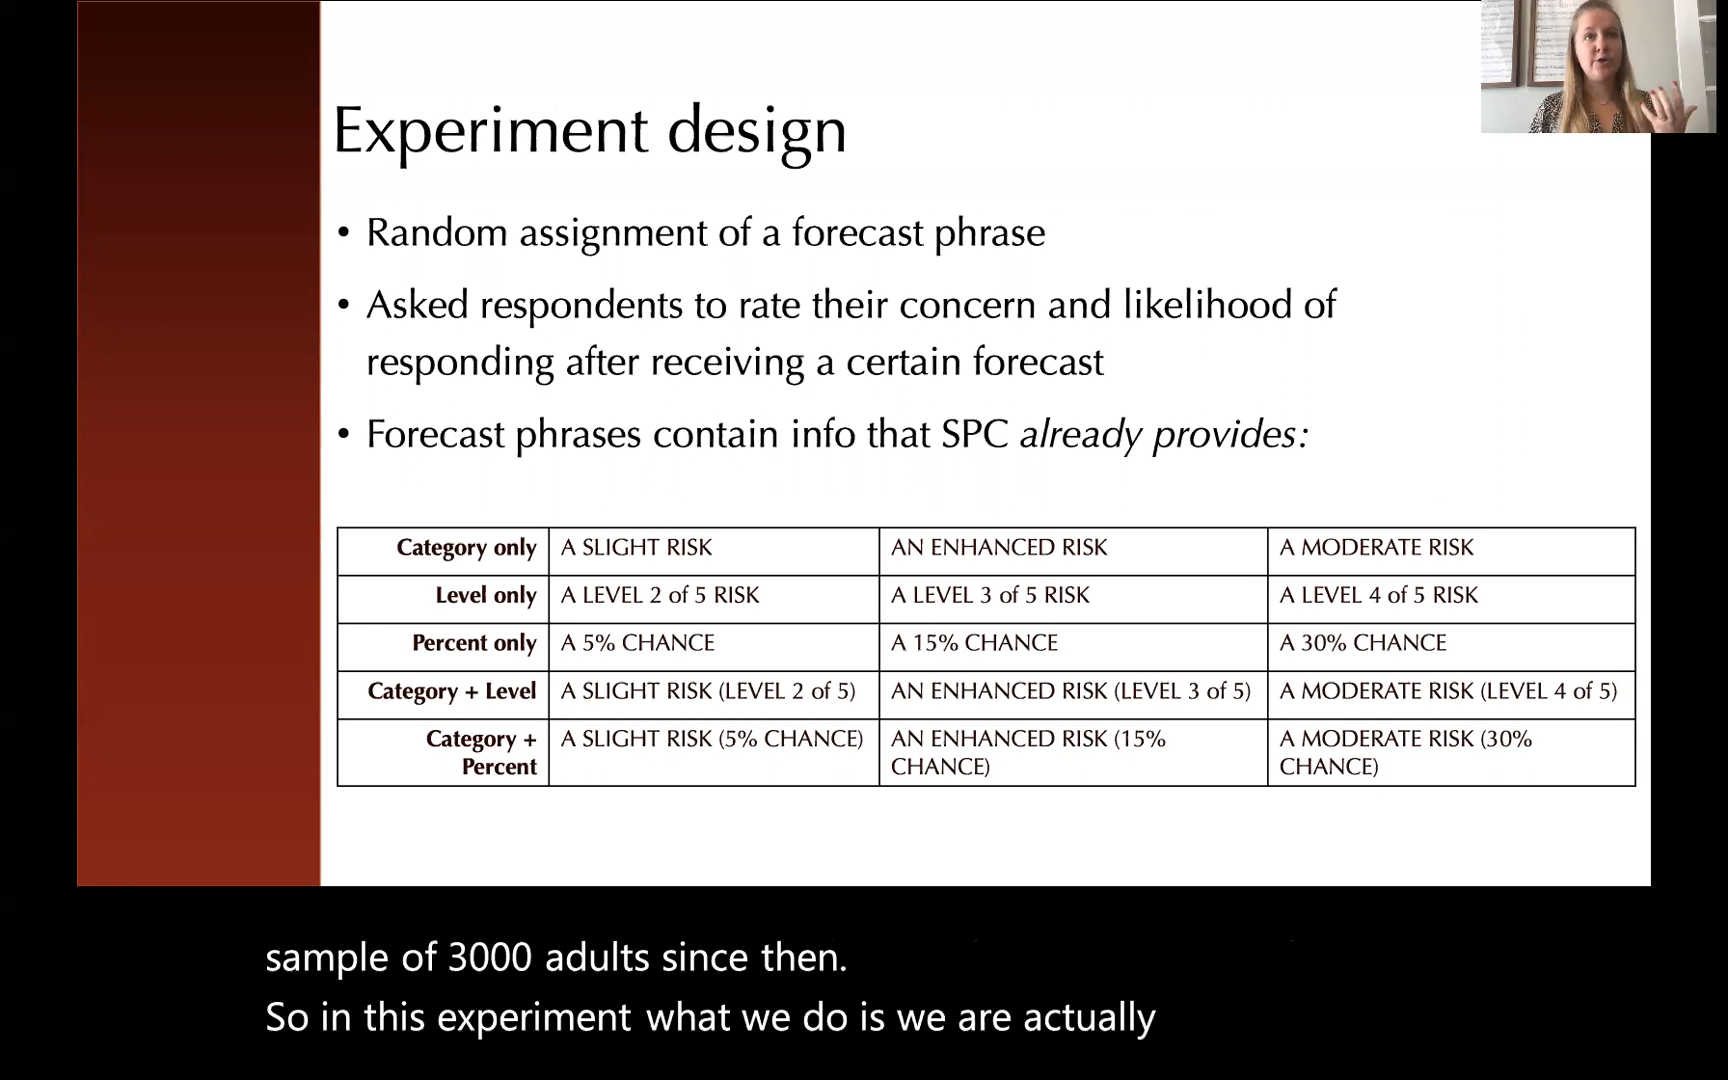 Experiment design
• Random assignment of a forecast phrase
• Asked respondents to rate their concern and likelihood of
responding after receiving a certain forecast
• Forecast phrases contain info that SPC already provides:
Category only A SLIGHT RISK AN ENHANCED RISK A MODERATE RISK
Level only A LEVEL 2 of 5 RISK A LEVEL 3 of 5 RISK A LEVEL 4 of 5 RISK
Percent only A 5% CHANCE A 15% CHANCE A 30% CHANCE
Category + Level A SLIGHT RISK (LEVEL 2 of 5) AN ENHANCED RISK (LEVEL 3 of 5) A MODERATE RISK (LEVEL 4 of 5)
Category + A SLIGHT RISK (5% CHANCE) AN ENHANCED RISK (15% A MODERATE RISK (30%
Percent CHANCE) CHANCE)
sample of 3000 adults since then.
So in this experiment what we do is we are actually